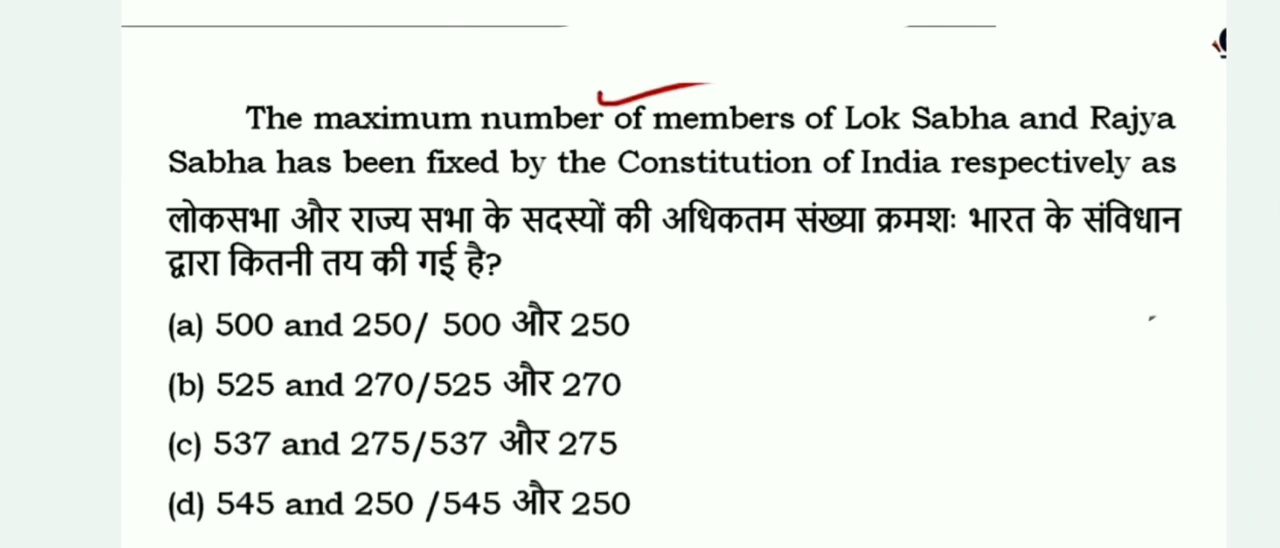 The maximum number of members of Lok Sabha and Rajya
Sabha has been fixed by the Constitution of India respectively as
लोकसभा और राज्य सभा के सदस्यों की अधिकतम संख्या क्रमशः भारत के संविधान
द्वारा कितनी तय की गई है?
(a) 500 and 250/ 500 और 250
(b) 525 and 270/525 और 270
(c) 537 and 275/537 और 275
(d) 545 and 250 /545 और 250